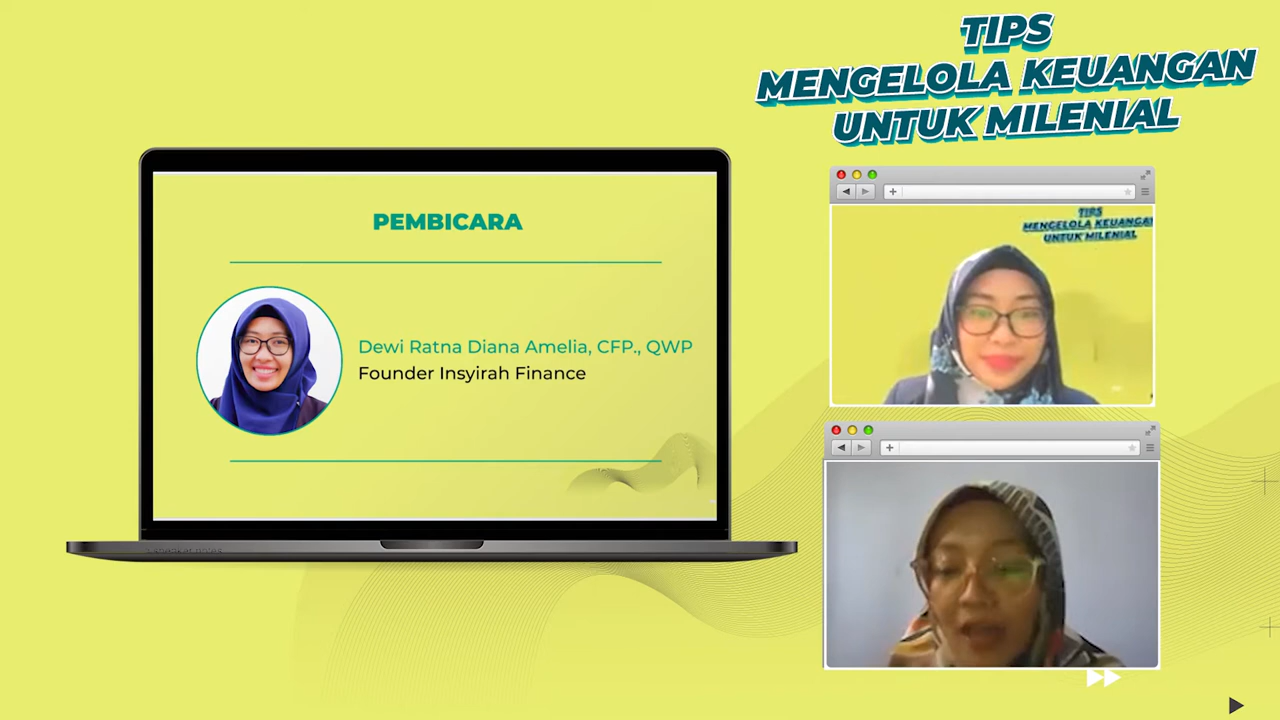 TIPS
MENGELOLA KEUANGAN
UNTUK MILENIAL
PEMBICARA
Dewi Ratna Diana Amelia, CFP., QWP
Founder Insyirah Finance
TIPS
MENGELOLA KEUANGAN
UNTUK MILENIAL